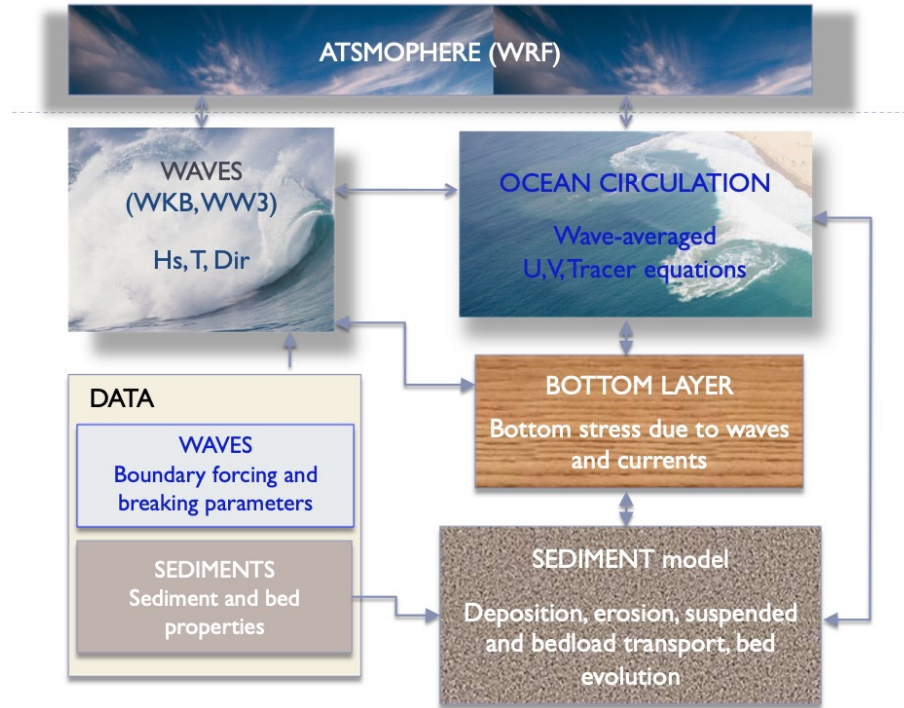 ATSMOPHERE (WRF)
WAVES
(WKB, WW3)
Hs, T, Dir
OCEAN CIRCULATION
Wave-averaged
U,V,Tracer equations
DATA
WAVES
Boundary forcing and
breaking parameters
SEDIMENTS
Sediment and bed
properties
BOTTOM LAYER
Bottom stress due to waves
and currents
SEDIMENT model
Deposition, erosion, suspended
and bedload transport, bed
evolution